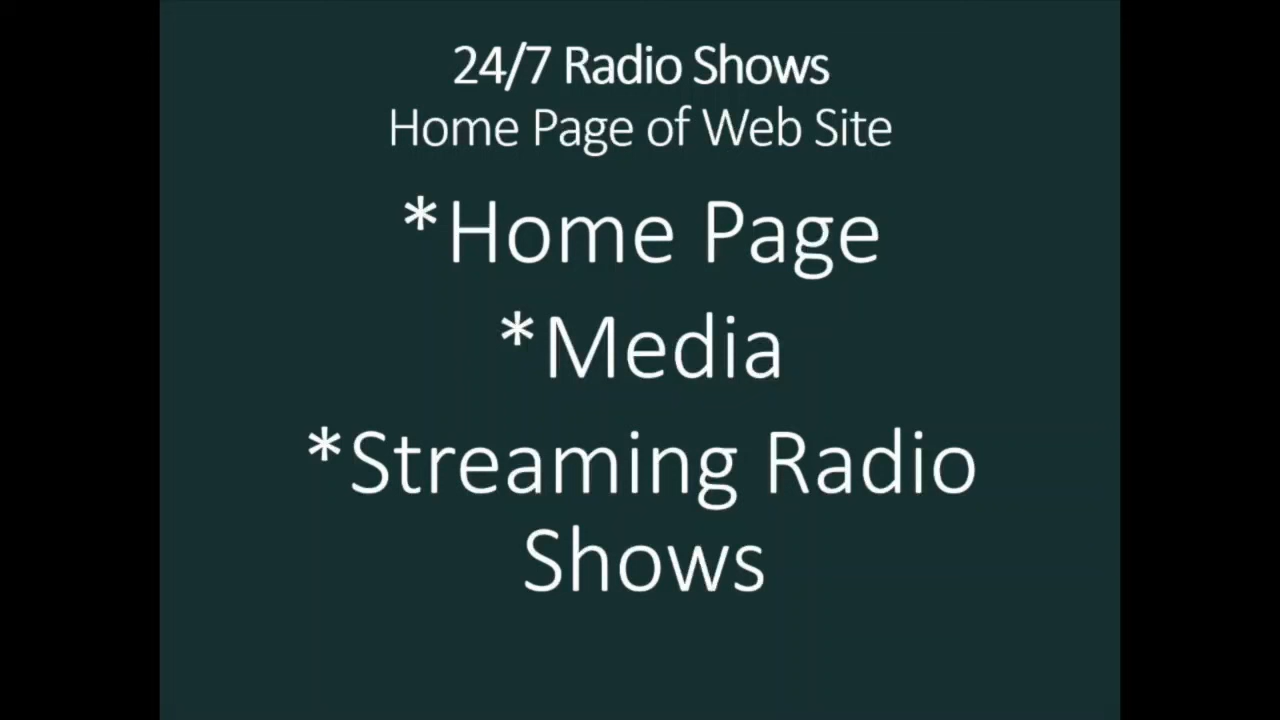 24/7 Radio Shows
Home Page of Web Site
*Home Page
*Media
*Streaming Radio
Shows